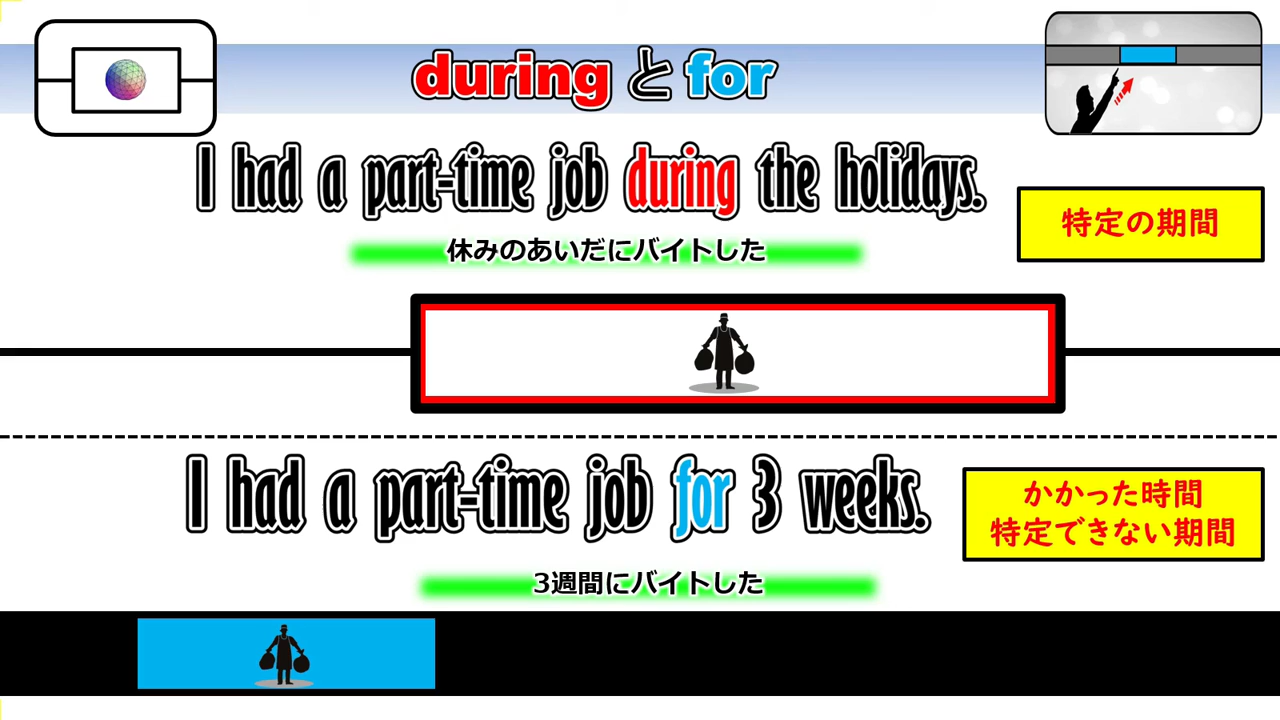 during と for
I had a part-time job during the holidays.
特定の期間
休みのあいだにバイトした
I had a part-time job for 3 weeks.
かかった時間
特定できない期間
3週間にバイトした